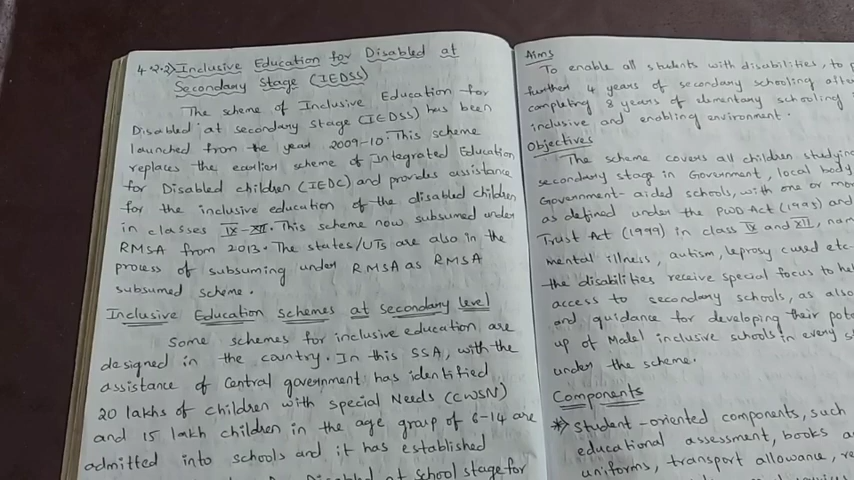 4.2.2) Inclusive Education for Disabled at
Secondary Stage (IEDSS)
The scheme of Inclusive Education for
Disabled at secondary stage (IEDSS) has been
launched from the year 2009-10. This scheme
replaces the earlier scheme of Integrated Education
for Disabled children (IEDC) and provides assistance
for the inclusive education of the disabled children
in classes IX-XII. This scheme now subsumed under
RMSA from 2013. The states/UTs are also in the
process of subsuming under RMSA as RMSA
subsumed scheme.
Inclusive Education schemes at secondary level
Some schemes for inclusive education are
designed in the country. In this SSA, with the
assistance of Central government has identified
20 lakhs of children with special Needs (CWSN)
and 15 lakh children in the age group of 6-14 are
admitted into schools and it has established
Disabled at school stage for
Aims
To enable all students with disabilities, to
further 4 years of secondary schooling after
completing 8 years of elementary schooling
inclusive and enabling environment.
Objectives
The scheme covers all children studying
secondary stage in Government, local body
Government-aided schools, with one or more
as defined under the PWD Act (1995) and
Trust Act (1999) in class IX and XII,
mental illness, autism, leprosy cured etc-
the disabilities receive special focus to
access to secondary schools, as also
and guidance for developing their
up of Model inclusive schools in every
under the scheme.
Components
* Student-oriented components, such
educational assessment, books
uniforms, transport allowance,